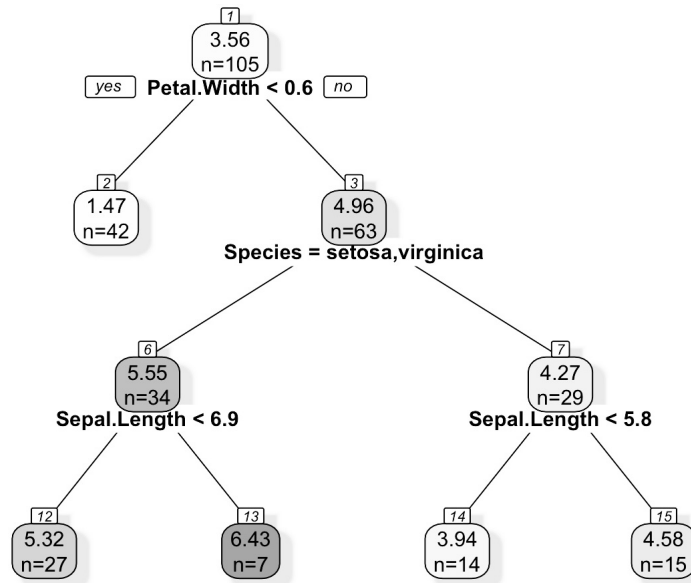 1
3.56
n=105
yes Petal.Width < 0.6 no
2 3
1.47 4.96
n=42 n=63
Species = setosa,virginica
6 7
5.55 4.27
n=34 n=29
Sepal.Length < 6.9 Sepal.Length < 5.8
12 13 14 15
5.32 6.43 3.94 4.58
n=27 n=7 n=14 n=15